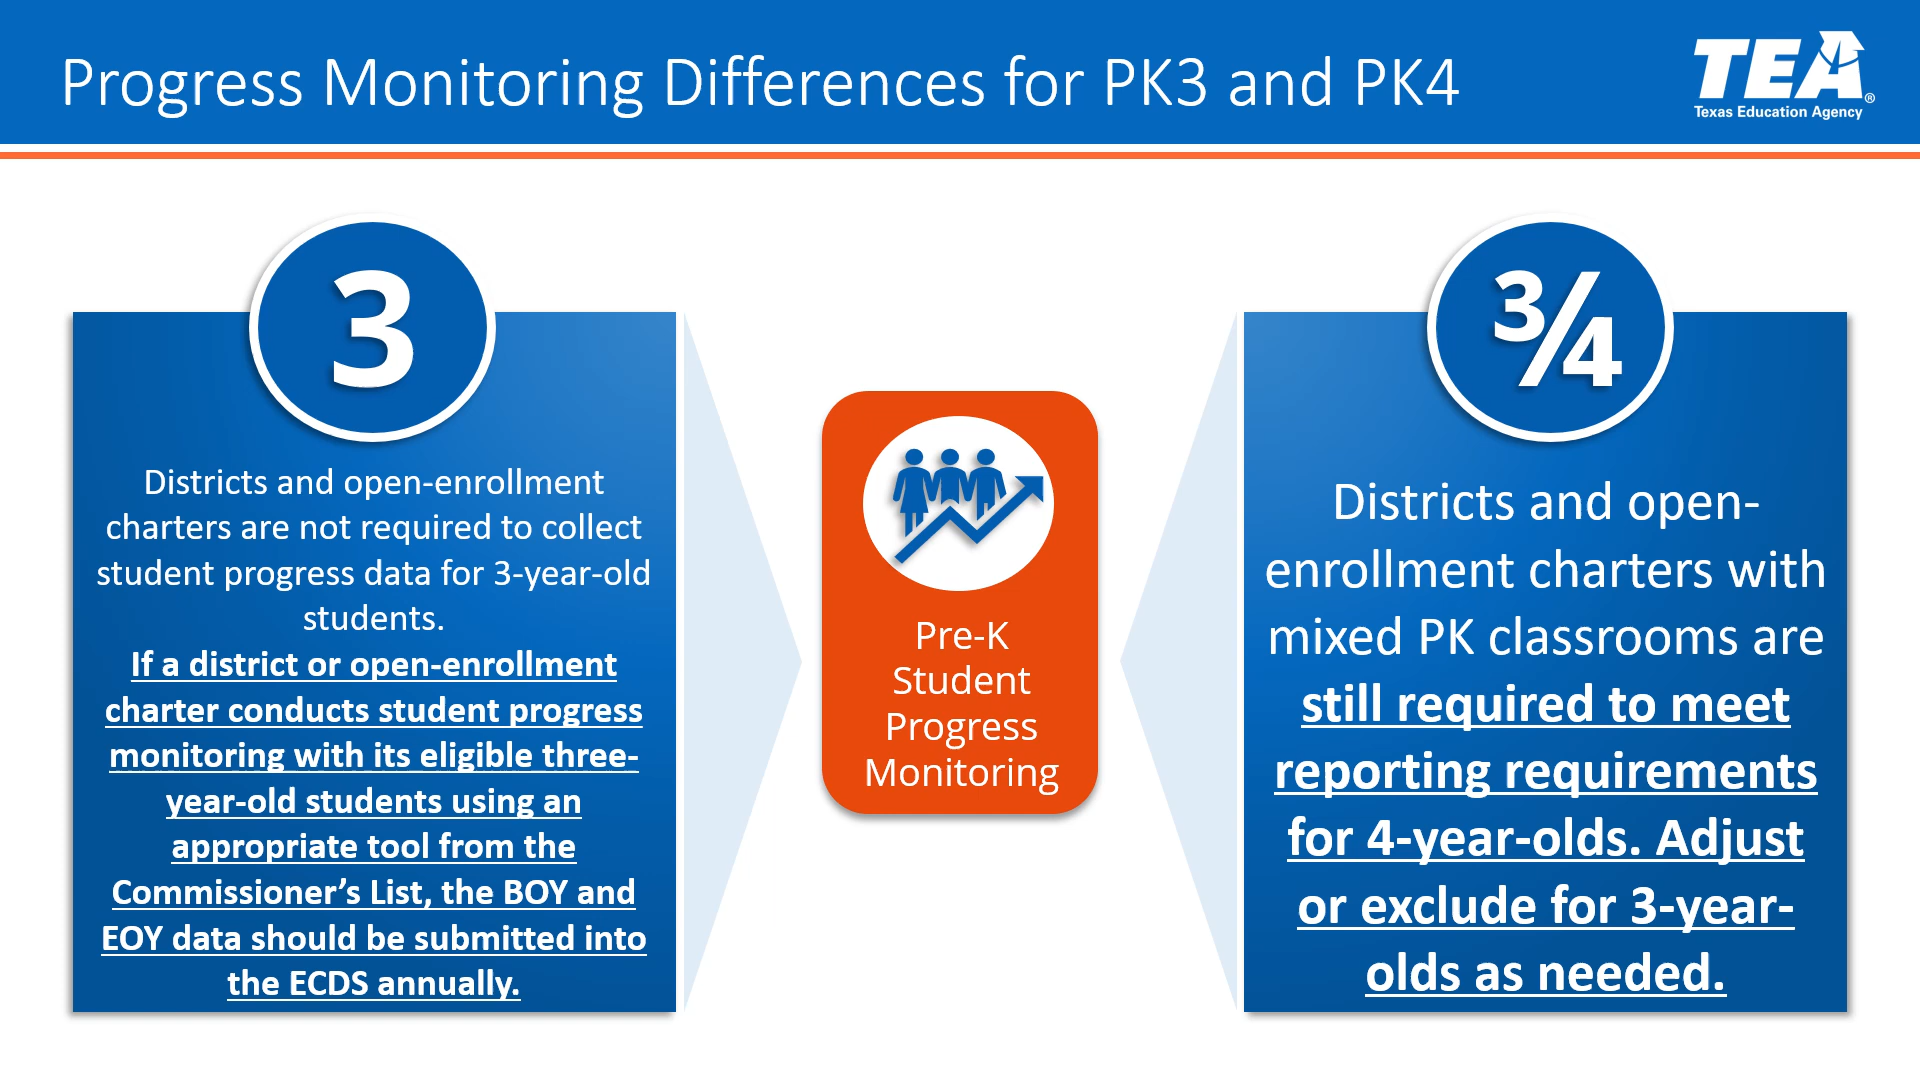 Progress Monitoring Differences for PK3 and PK4
TEA®
Texas Education Agency
3
Districts and open-enrollment
charters are not required to collect
student progress data for 3-year-old
students.
If a district or open-enrollment
charter conducts student progress
monitoring with its eligible three-
year-old students using an
appropriate tool from the
Commissioner’s List, the BOY and
EOY data should be submitted into
the ECDS annually.
Pre-K
Student
Progress
Monitoring
¾
Districts and open-
enrollment charters with
mixed PK classrooms are
still required to meet
reporting requirements
for 4-year-olds. Adjust
or exclude for 3-year-
olds as needed.